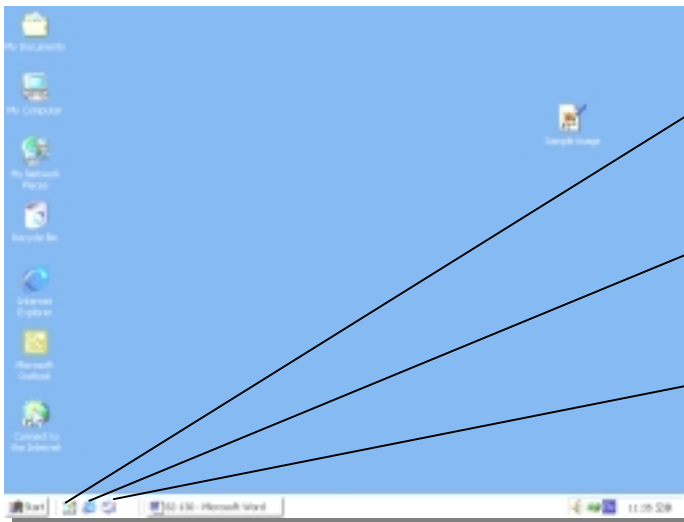 My Documents
My Computer
My Network
Places
Recycle Bin
Internet
Explorer
Microsoft
Outlook
Connect to
the Internet
Sample image
Start
Microsoft Word